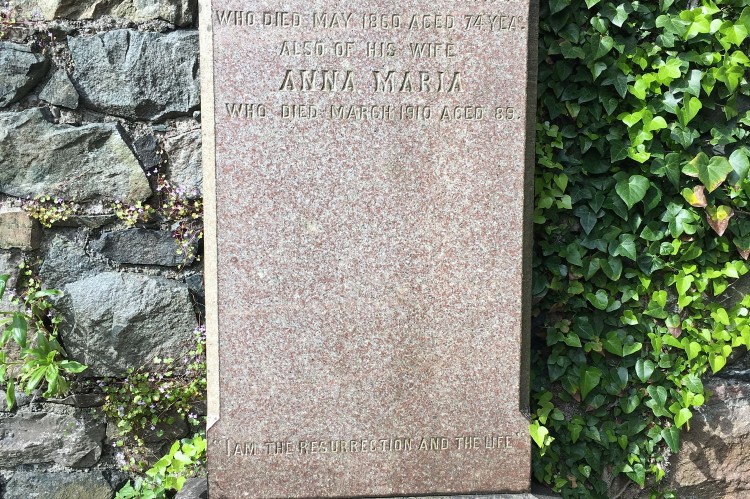 WHO DIED MAY 1860 AGED 74 YEA
ALSO OF HIS WIFE
ANNA MARIA
WHO DIED MARCH 1910 AGED 89.
"I AM THE RESURRECTION AND THE LIFE"